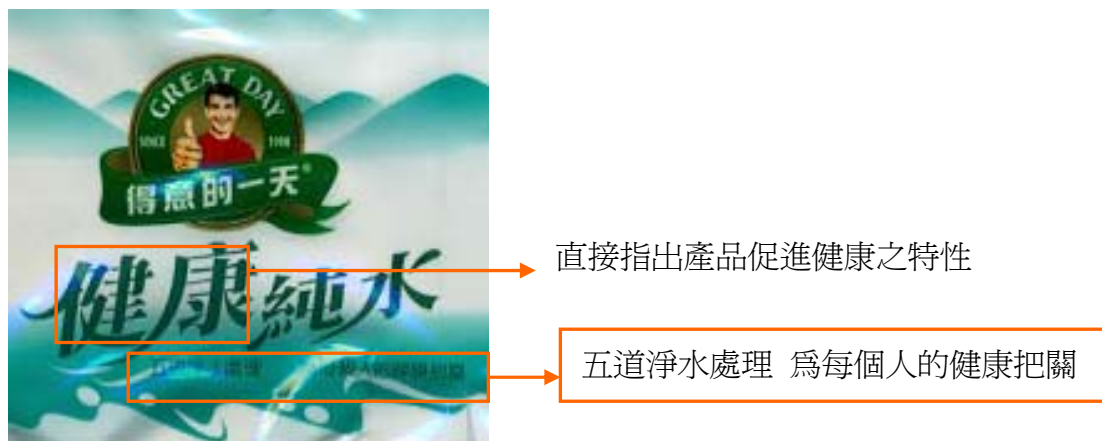 GREAT DAY
SINCE 1998
得意的一天®
健康純水
直接指出產品促進健康之特性
五道淨水處理 爲每個人的健康把關